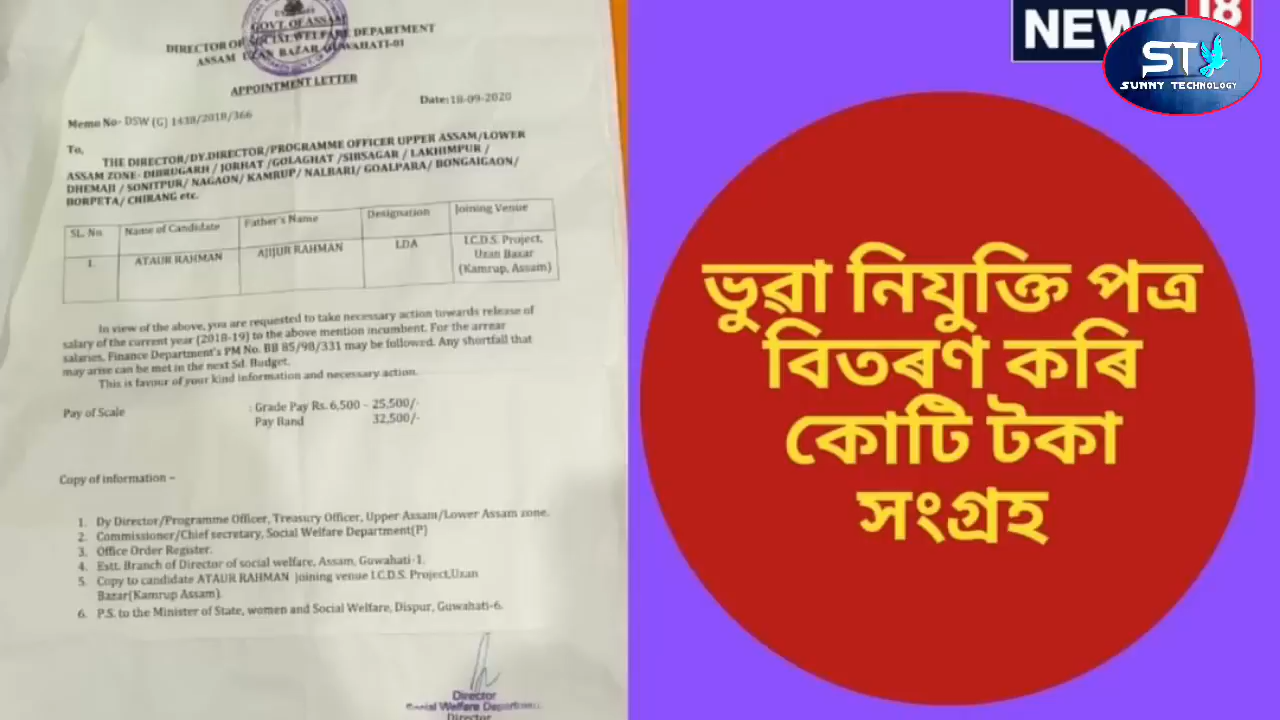 GOVT. OF ASSAM
DIRECTOR OF SOCIAL WELFARE DEPARTMENT
ASSAM UZAN BAZAR GUWAHATI-01
APPOINTMENT LETTER
Date:18-09-2020
Memo No- DSW (G) 1438/2018/366
To,
THE DIRECTOR/DY.DIRECTOR/PROGRAMME OFFICER UPPER ASSAM/LOWER
ASSAM ZONE- DIBRUGARH / JORHAT /GOLAGHAT /SIBSAGAR / LAKHIMPUR /
DHEMAJI / SONITPUR/ NAGAON/ KAMRUP/ NALBARI/ GOALPARA/ BONGAIGAON/
BORPETA/ CHIRANG etc.
SL. No. Name of Candidate Father's Name Designation Joining Venue
1. ATAUR RAHMAN AJIJUR RAHMAN LDA I.C.D.S. Project,
Uzan Bazar
(Kamrup, Assam)
In view of the above, you are requested to take necessary action towards release of
salary of the current year (2018-19) to the above mention incumbent. For the arrear
salaries, Finance Department's PM No. BB 85/98/331 may be followed. Any shortfall that
may arise can be met in the next Sd. Budget.
This is favour of your kind information and necessary action.
Pay of Scale : Grade Pay Rs. 6,500 – 25,500/-
Pay Band 32,500/-
Copy of information –
1. Dy Director/Programme Officer, Treasury Officer, Upper Assam/Lower Assam zone.
2. Commissioner/Chief secretary, Social Welfare Department(P)
3. Office Order Register.
4. Estt. Branch of Director of social welfare, Assam, Guwahati-1.
5. Copy to candidate ATAUR RAHMAN joining venue I.C.D.S. Project,Uzan
Bazar(Kamrup Assam).
6. P.S. to the Minister of State, women and Social Welfare, Dispur, Guwahati-6.
Director
Social Welfare Department
Director
NEWS 18
ST
SUNNY TECHNOLOGY
ভুৱা নিযুক্তি পত্ৰ
বিতৰণ কৰি
কোটি টকা
সংগ্ৰহ